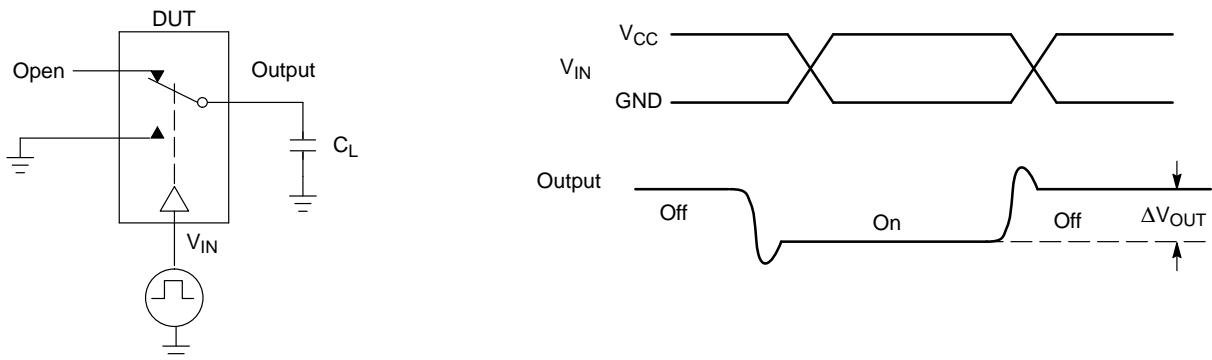 DUT
Open
Output
C_L
V_IN
V_CC
V_IN
GND
Output
Off
On
Off
ΔV_OUT